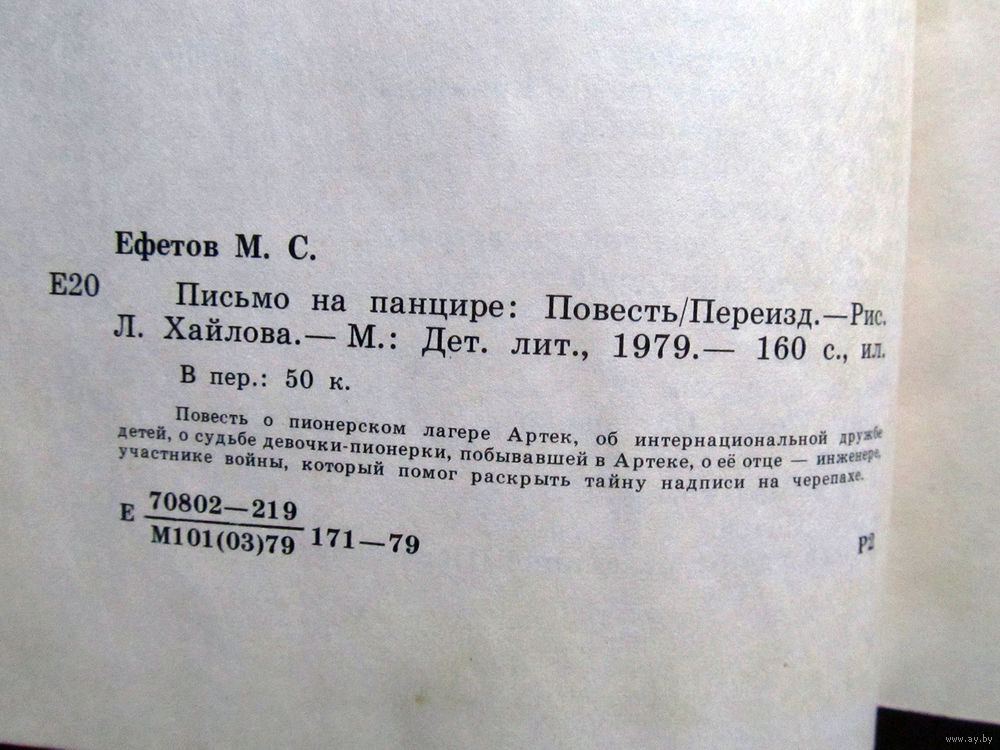 Ефетов М. С.
Е20
Письмо на панцире: Повесть/Переизд.—Рис.
Л. Хайлова.— М.: Дет. лит., 1979.— 160 с., ил.
В пер.: 50 к.
Повесть о пионерском лагере Артек, об интернациональной дружбе
детей, о судьбе девочки-пионерки, побывавшей в Артеке, о её отце — инженере,
участнике войны, который помог раскрыть тайну надписи на черепахе.
Е 70802—219
М101(03)79 171—79
Р2
www.ay.by